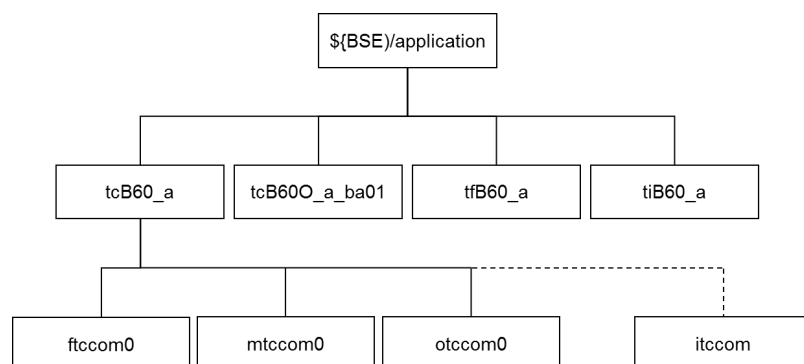 ${BSE)/application
tcB60_a
tcB60O_a_ba01
tfB60_a
tiB60_a
ftccom0
mtccom0
otccom0
itccom